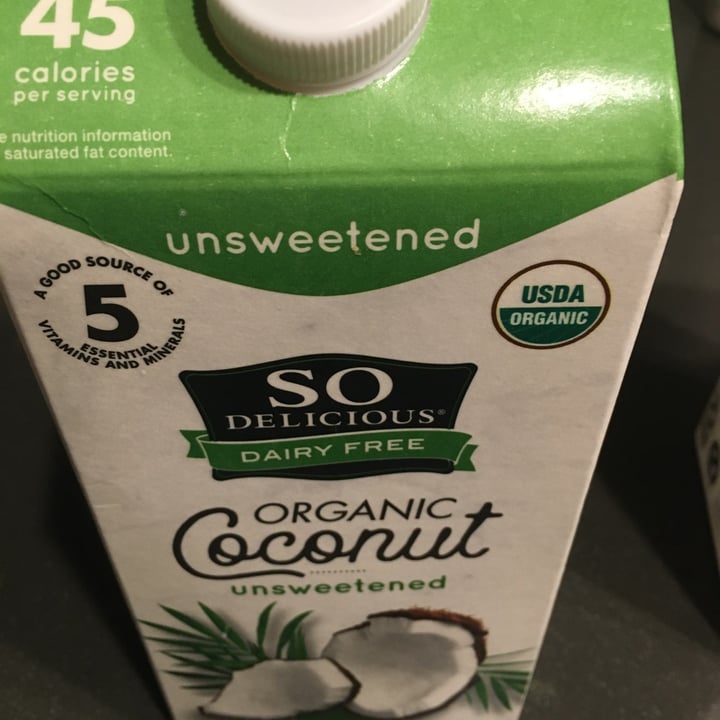 45
calories
per serving
nutrition information
saturated fat content.
unsweetened
A GOOD SOURCE OF
5
ESSENTIAL
VITAMINS AND MINERALS
USDA
ORGANIC
SO
DELICIOUS®
DAIRY FREE
ORGANIC
Coconut
unsweetened